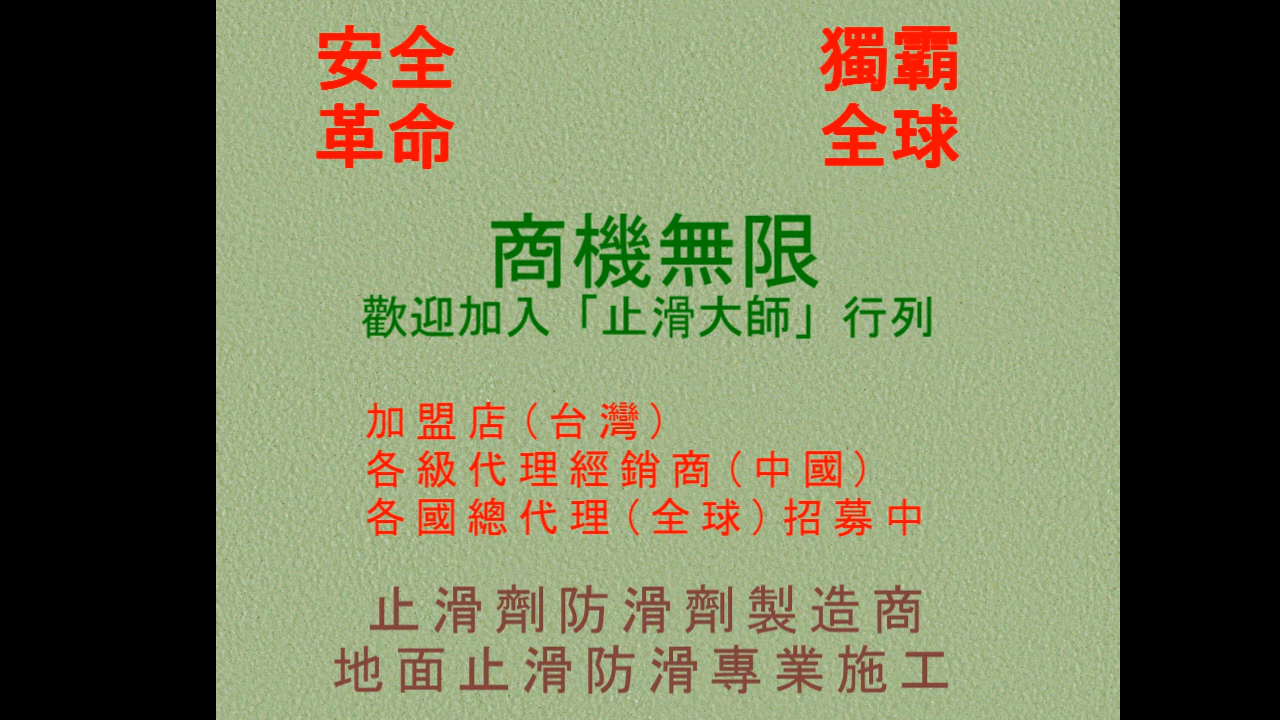 安全 獨霸
革命 全球
商機無限
歡迎加入「止滑大師」行列
加盟店(台灣)
各級代理經銷商(中國)
各國總代理(全球)招募中
止滑劑防滑劑製造商
地面止滑防滑專業施工